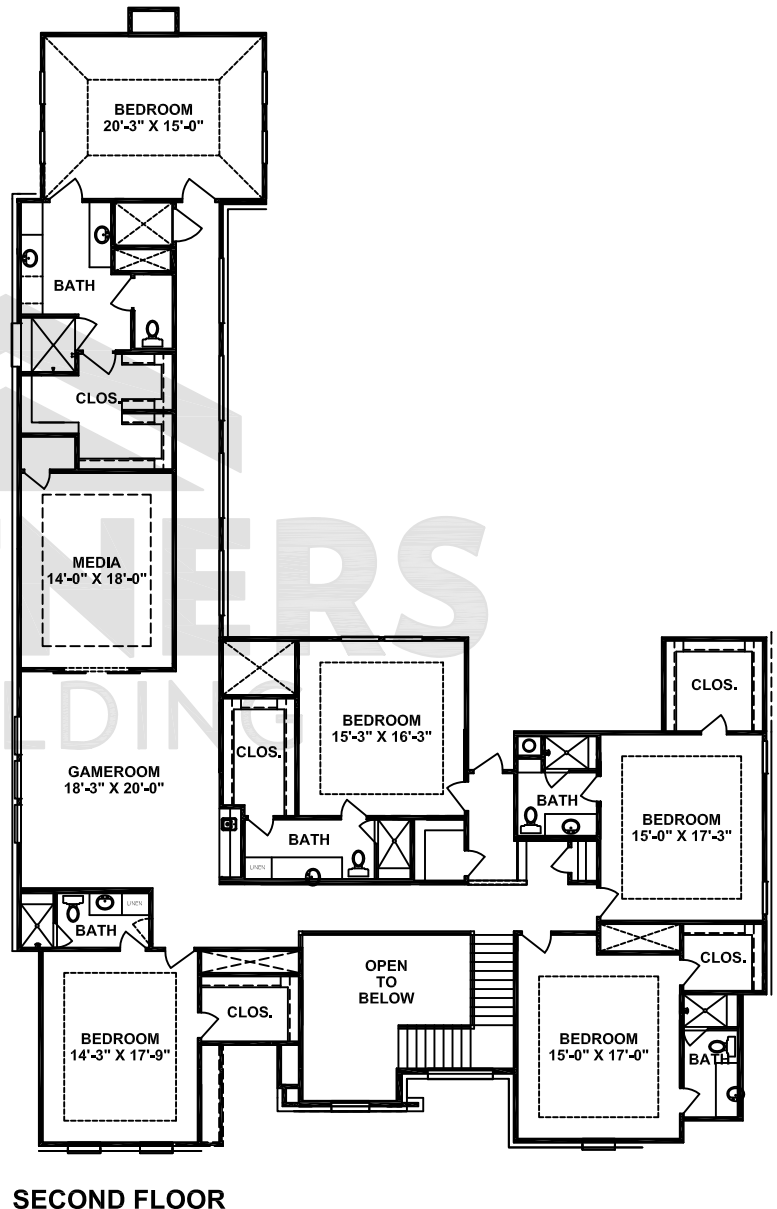 BEDROOM
20'-3" X 15'-0"
BATH
CLOS.
MEDIA
14'-0" X 18'-0"
NERS
LDING
BEDROOM
15'-3" X 16'-3"
CLOS.
CLOS.
GAMEROOM
18'-3" X 20'-0"
BATH
BEDROOM
15'-0" X 17'-3"
BATH
LINEN
LINEN
BATH
OPEN
TO
BELOW
CLOS.
CLOS.
BEDROOM
14'-3" X 17'-9"
BEDROOM
15'-0" X 17'-0"
BATH
SECOND FLOOR